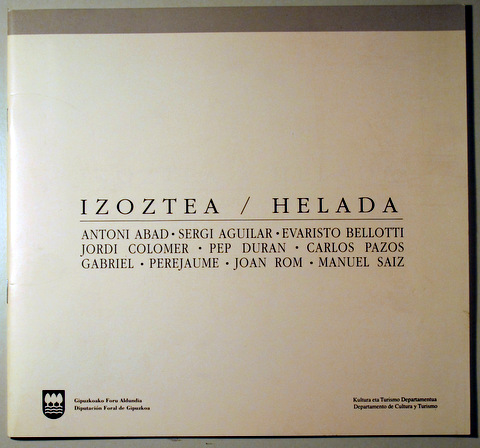 IZOZTEA / HELADA
ANTONI ABAD • SERGI AGUILAR • EVARISTO BELLOTTI
JORDI COLOMER • PEP DURAN • CARLOS PAZOS
GABRIEL • PEREJAUME • JOAN ROM • MANUEL SAIZ
Gipuzkoako Foru Aldundia
Diputación Foral de Gipuzkoa
Kultura eta Turismo Departamentua
Departamento de Cultura y Turismo